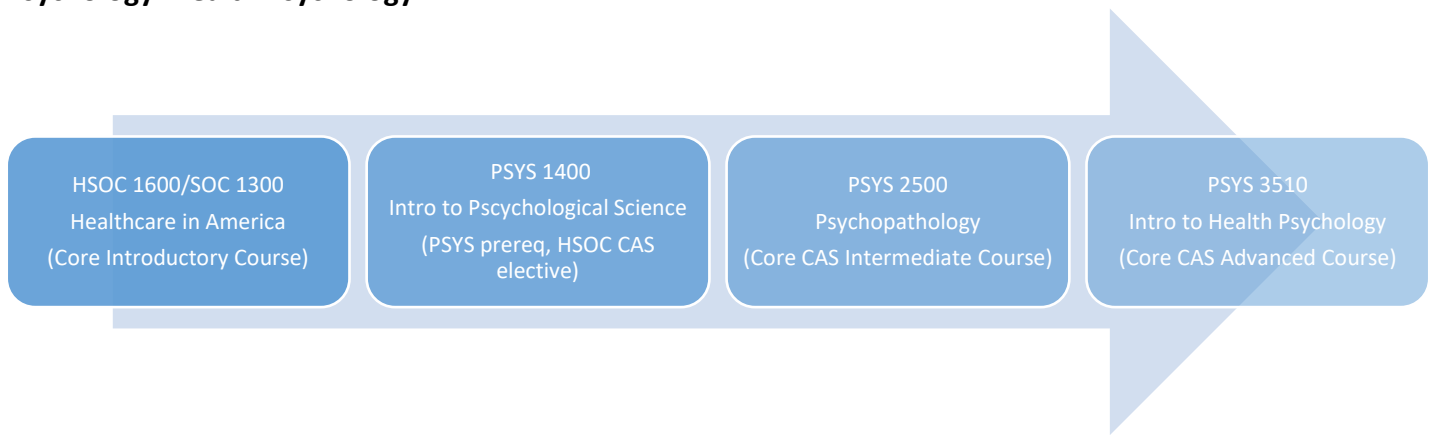 HSOC 1600/SOC 1300
Healthcare in America
(Core Introductory Course)
PSYS 1400
Intro to Pscychological Science
(PSYS prereq, HSOC CAS
elective)
PSYS 2500
Psychopathology
(Core CAS Intermediate Course)
PSYS 3510
Intro to Health Psychology
(Core CAS Advanced Course)